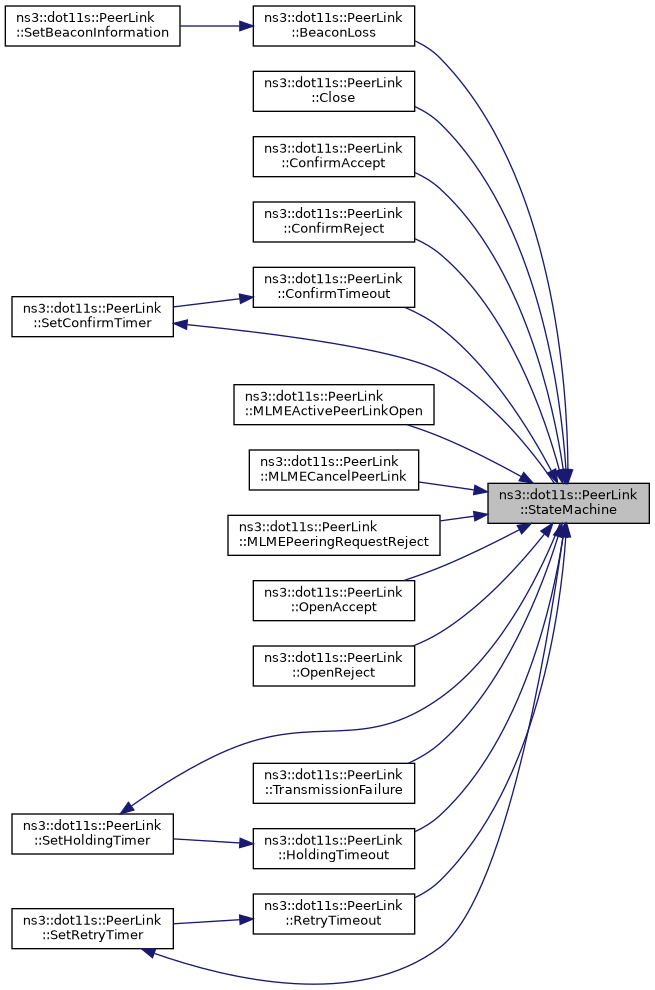 ns3::dot11s::PeerLink
::SetBeaconInformation
ns3::dot11s::PeerLink
::BeaconLoss
ns3::dot11s::PeerLink
::Close
ns3::dot11s::PeerLink
::ConfirmAccept
ns3::dot11s::PeerLink
::ConfirmReject
ns3::dot11s::PeerLink
::ConfirmTimeout
ns3::dot11s::PeerLink
::SetConfirmTimer
ns3::dot11s::PeerLink
::MLMEActivePeerLinkOpen
ns3::dot11s::PeerLink
::MLMECancelPeerLink
ns3::dot11s::PeerLink
::StateMachine
ns3::dot11s::PeerLink
::MLMEPeeringRequestReject
ns3::dot11s::PeerLink
::OpenAccept
ns3::dot11s::PeerLink
::OpenReject
ns3::dot11s::PeerLink
::TransmissionFailure
ns3::dot11s::PeerLink
::SetHoldingTimer
ns3::dot11s::PeerLink
::HoldingTimeout
ns3::dot11s::PeerLink
::RetryTimeout
ns3::dot11s::PeerLink
::SetRetryTimer